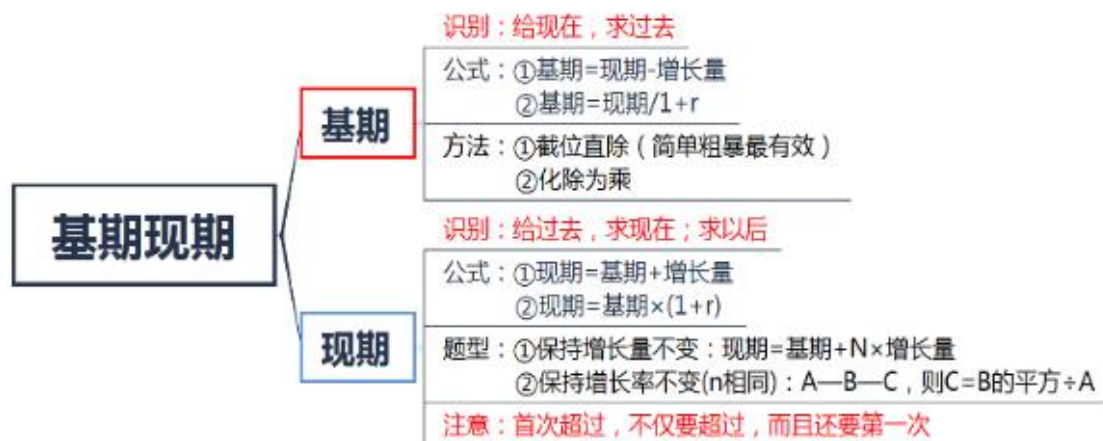 基期现期
基期
识别：给现在，求过去
公式：①基期=现期-增长量
②基期=现期/1+r
方法：①截位直除（简单粗暴最有效）
②化除为乘
现期
识别：给过去，求现在；求以后
公式：①现期=基期+增长量
②现期=基期×(1+r)
题型：①保持增长量不变：现期=基期+N×增长量
②保持增长率不变(n相同)：A—B—C，则C=B的平方÷A
注意：首次超过，不仅要超过，而且还要第一次